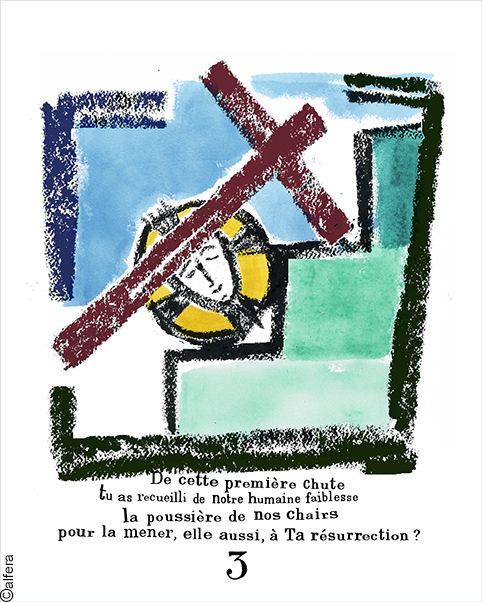 De cette première chute
tu as recueilli de notre humaine faiblesse
la poussière de nos chairs
pour la mener, elle aussi, à Ta résurrection ?
3
©alfera